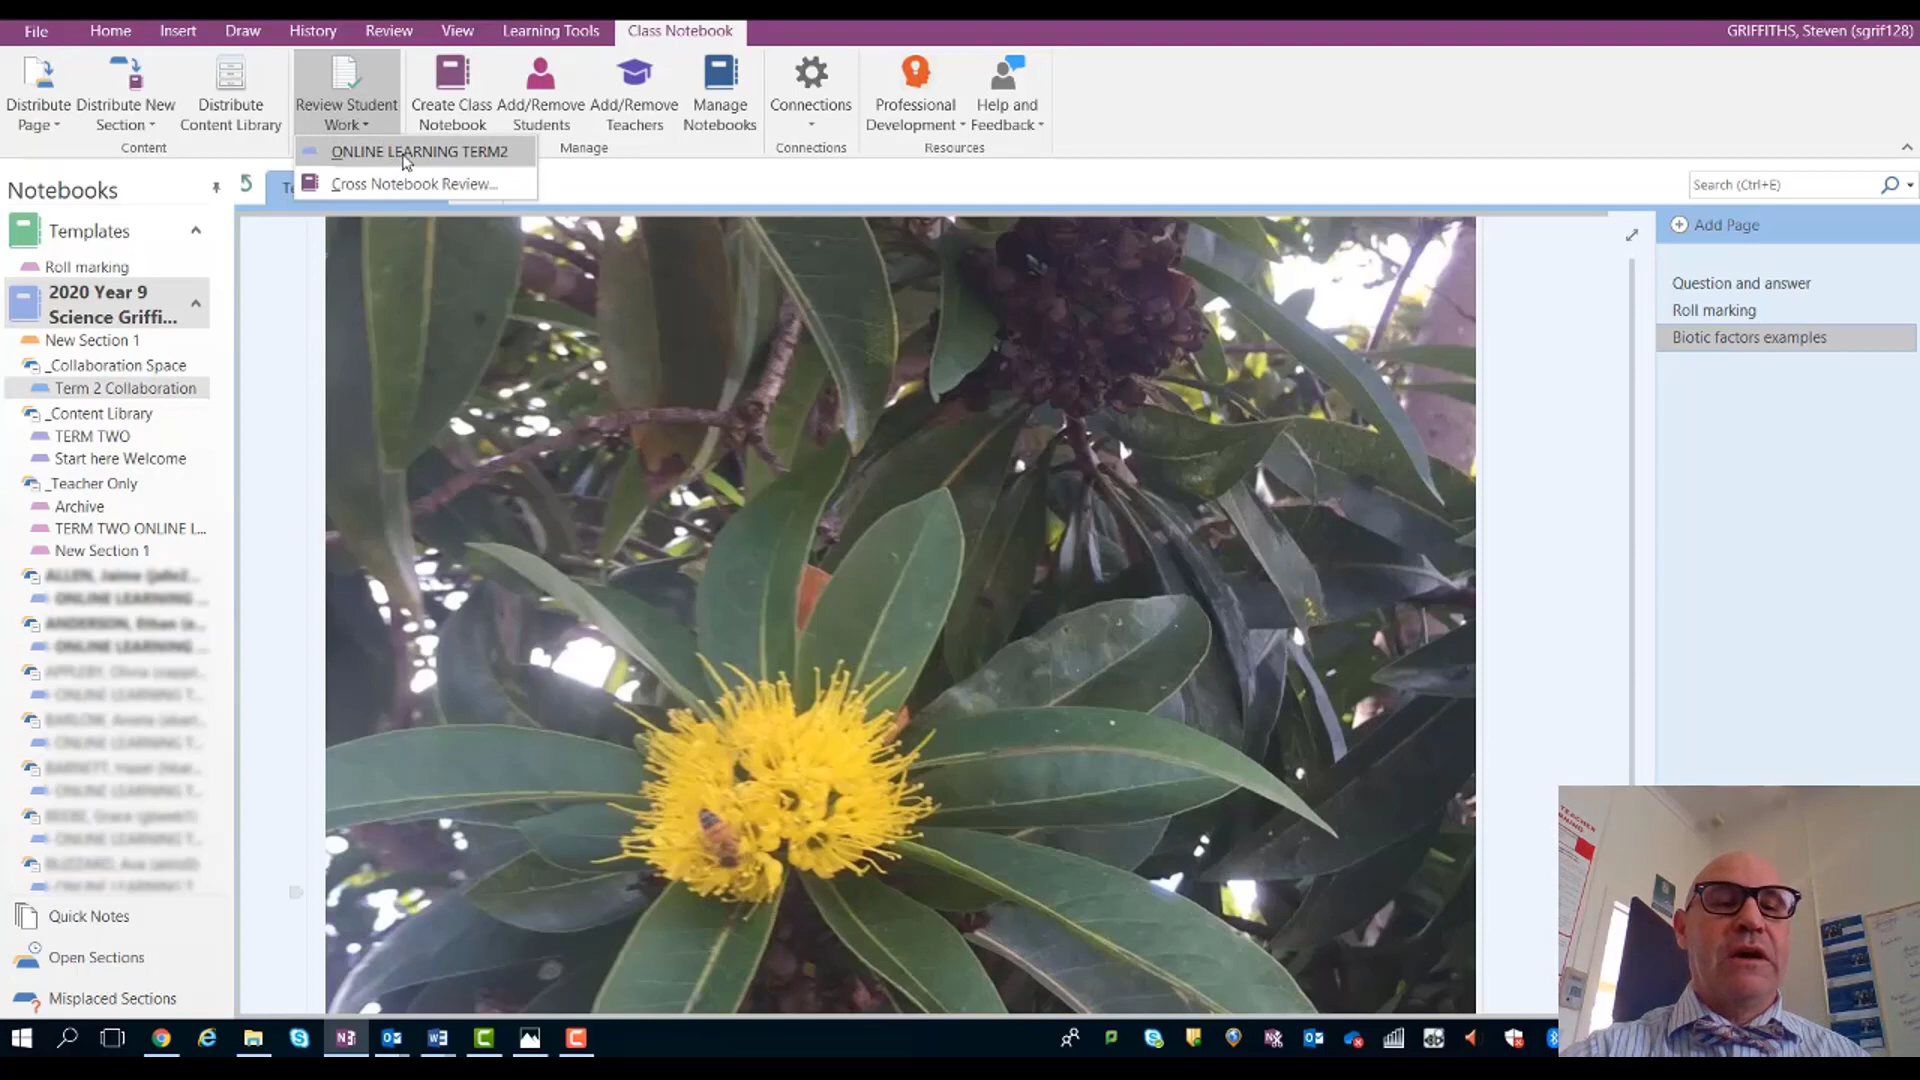 File Home Insert Draw History Review View Learning Tools Class Notebook GRIFFITHS, Steven (sgrif128)
Distribute Page
Distribute New Section
Distribute Content Library
Review Student Work
Create Class Notebook
Add/Remove Students
Add/Remove Teachers
Manage Notebooks
Connections
Professional Development
Help and Feedback
Content Manage Connections Resources
ONLINE LEARNING TERM2
Cross Notebook Review...
Search (Ctrl+E)
Notebooks
Templates
Roll marking
2020 Year 9
Science Griffi...
New Section 1
_Collaboration Space
Term 2 Collaboration
_Content Library
TERM TWO
Start here Welcome
_Teacher Only
Archive
TERM TWO ONLINE L...
New Section 1
Quick Notes
Open Sections
Misplaced Sections
Add Page
Question and answer
Roll marking
Biotic factors examples